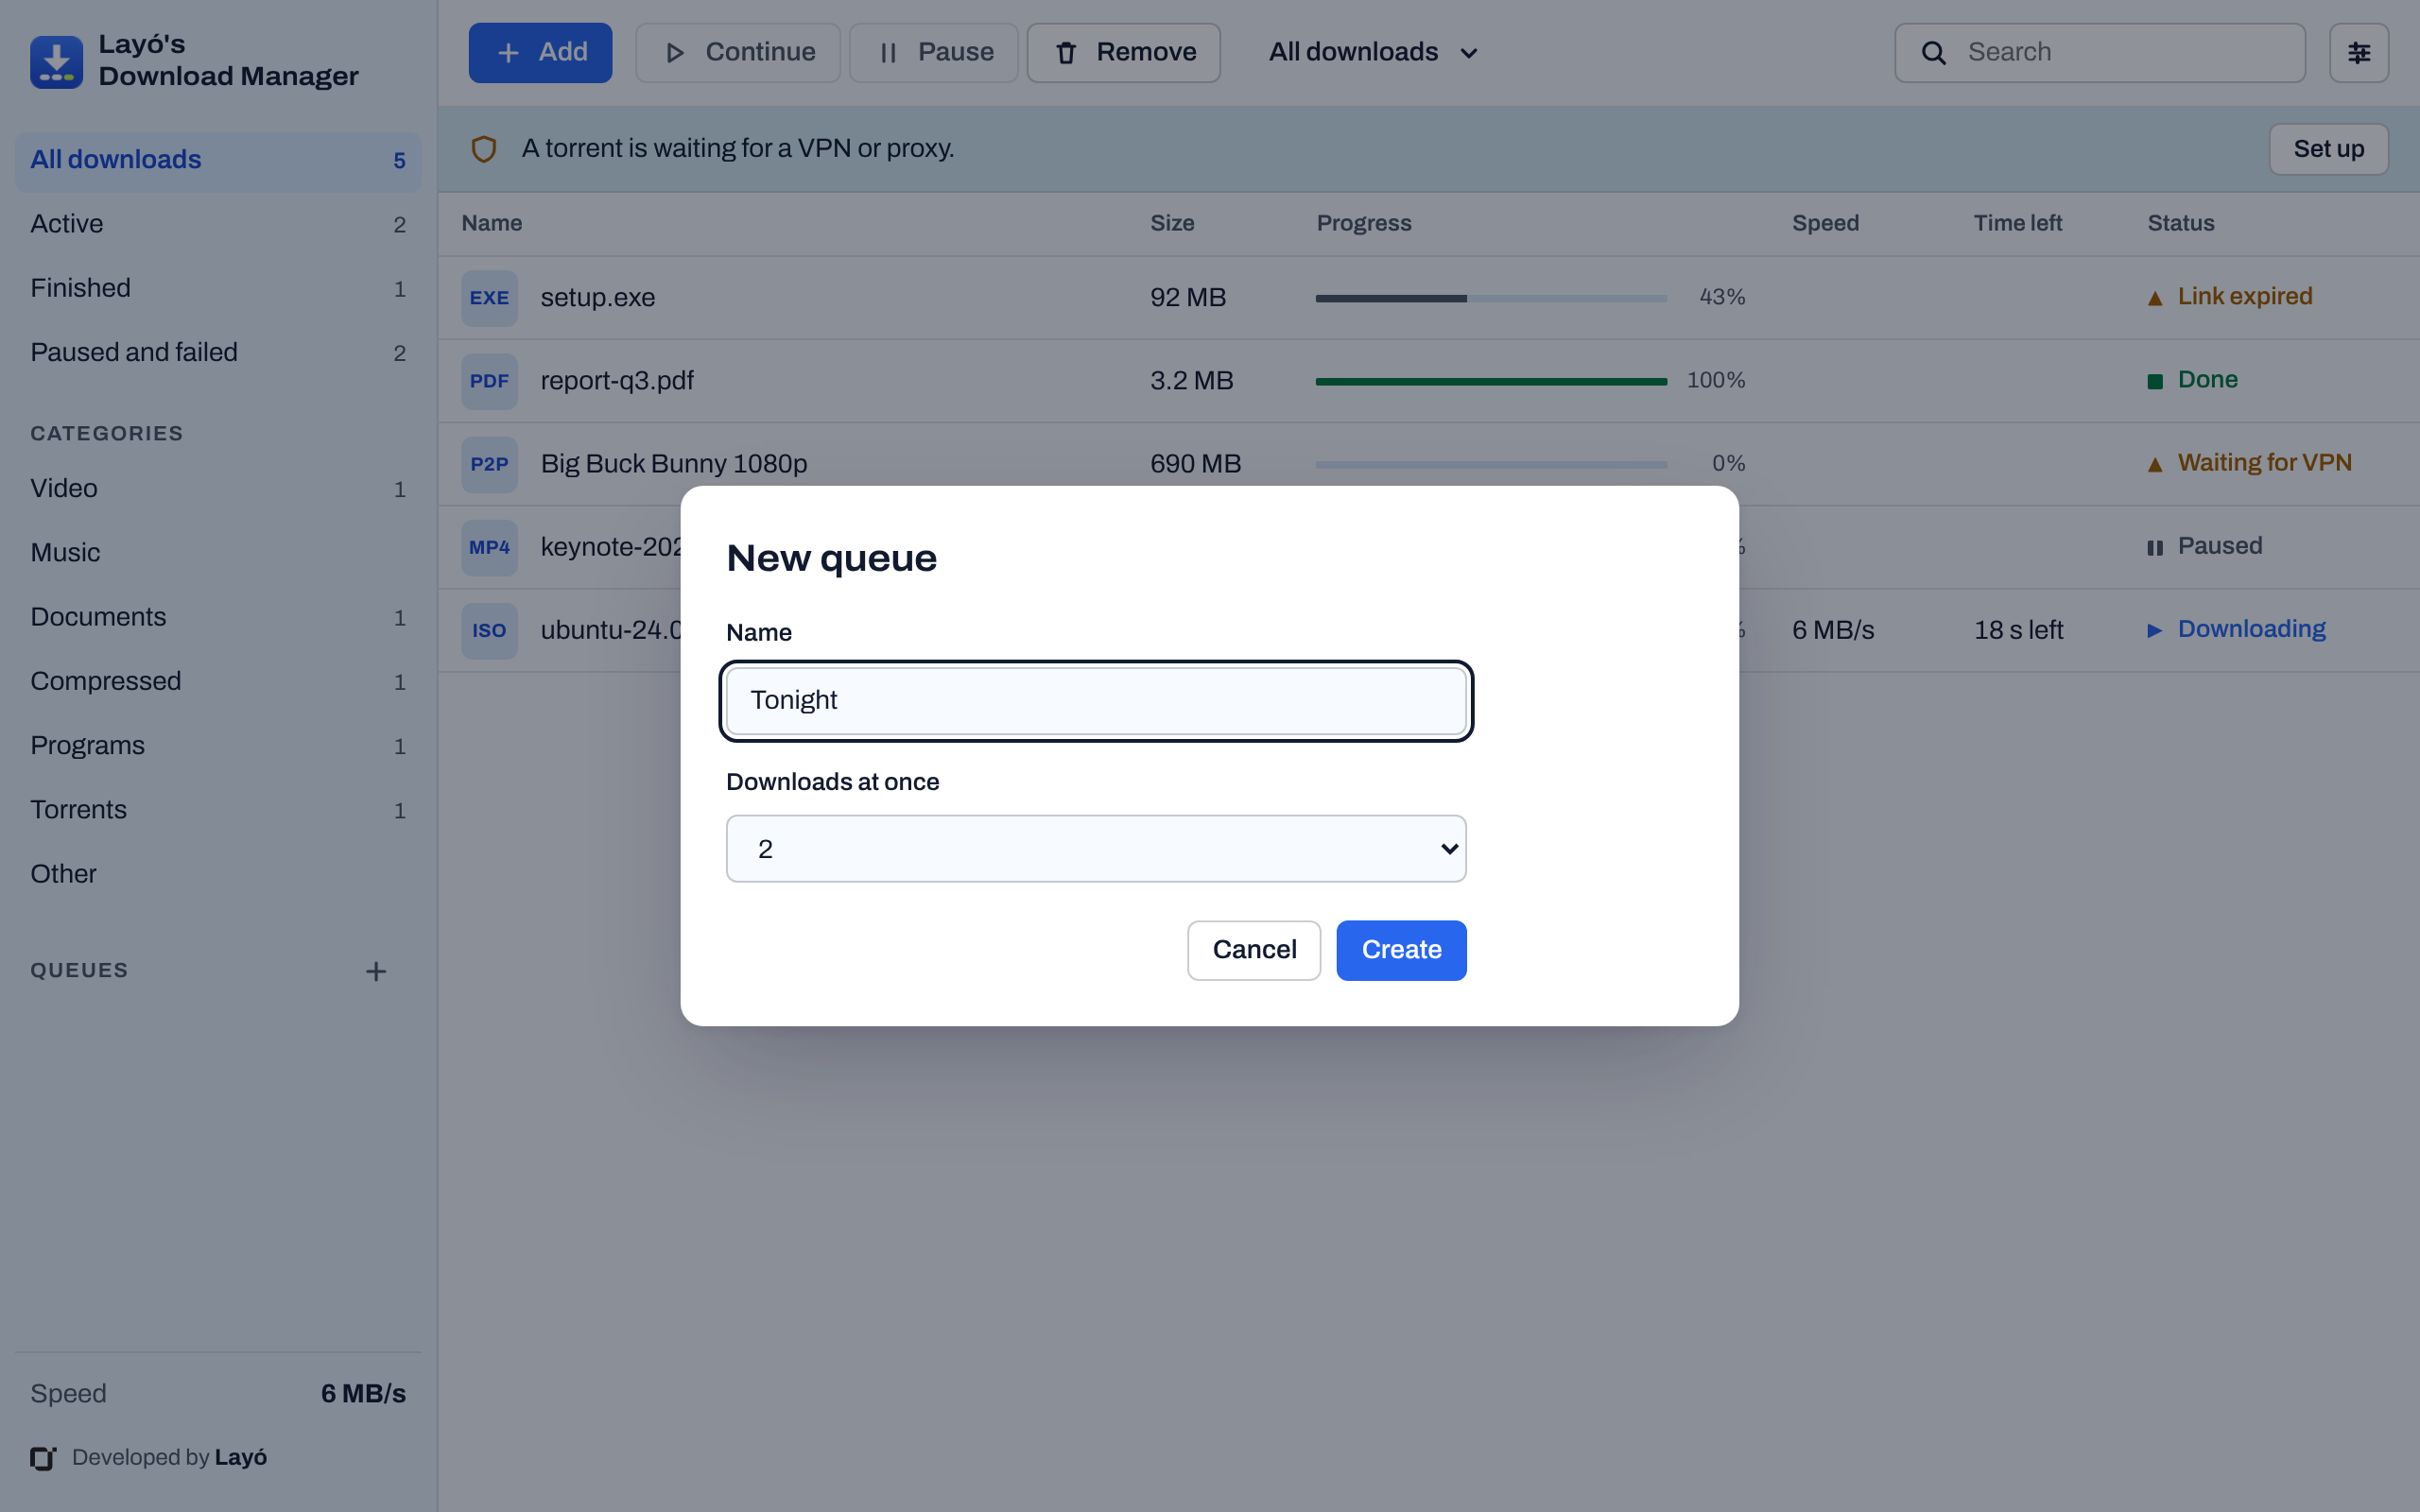 Layó's
Download Manager
All downloads 5
Active 2
Finished 1
Paused and failed 2
CATEGORIES
Video 1
Music
Documents 1
Compressed 1
Programs 1
Torrents 1
Other
QUEUES
Speed 6 MB/s
Developed by Layó
Add Continue Pause Remove All downloads Search
A torrent is waiting for a VPN or proxy. Set up
Name Size Progress Speed Time left Status
EXE setup.exe 92 MB 43% Link expired
PDF report-q3.pdf 3.2 MB 100% Done
P2P Big Buck Bunny 1080p 690 MB 0% Waiting for VPN
MP4 keynote-202 % Paused
ISO ubuntu-24.0 % 6 MB/s 18 s left Downloading
New queue
Name
Tonight
Downloads at once
2
Cancel Create